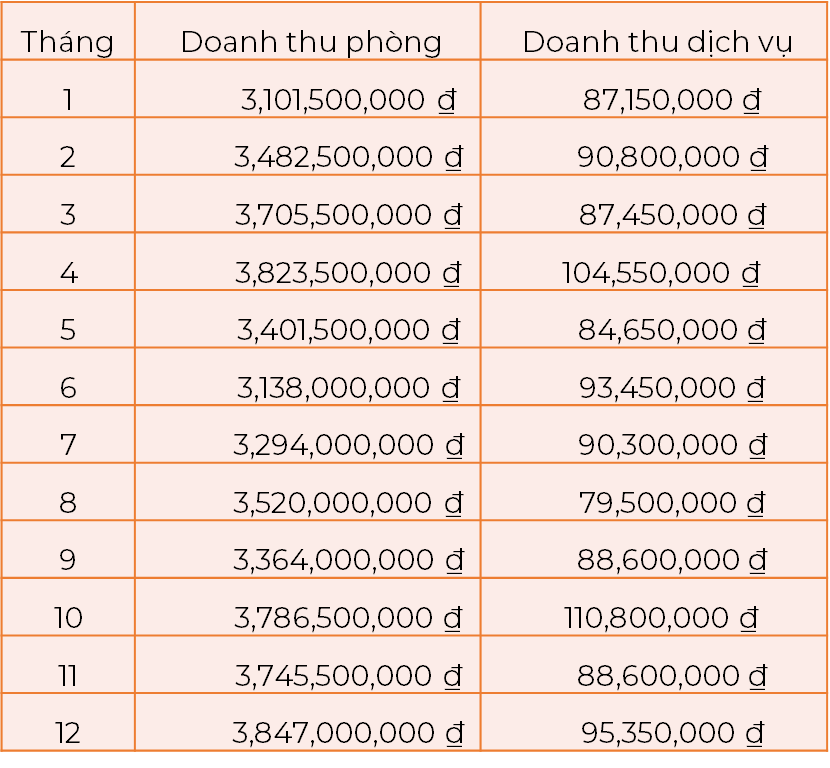 Tháng Doanh thu phòng Doanh thu dịch vụ
1 3,101,500,000 ₫ 87,150,000 ₫
2 3,482,500,000 ₫ 90,800,000 ₫
3 3,705,500,000 ₫ 87,450,000 ₫
4 3,823,500,000 ₫ 104,550,000 ₫
5 3,401,500,000 ₫ 84,650,000 ₫
6 3,138,000,000 ₫ 93,450,000 ₫
7 3,294,000,000 ₫ 90,300,000 ₫
8 3,520,000,000 ₫ 79,500,000 ₫
9 3,364,000,000 ₫ 88,600,000 ₫
10 3,786,500,000 ₫ 110,800,000 ₫
11 3,745,500,000 ₫ 88,600,000 ₫
12 3,847,000,000 ₫ 95,350,000 ₫